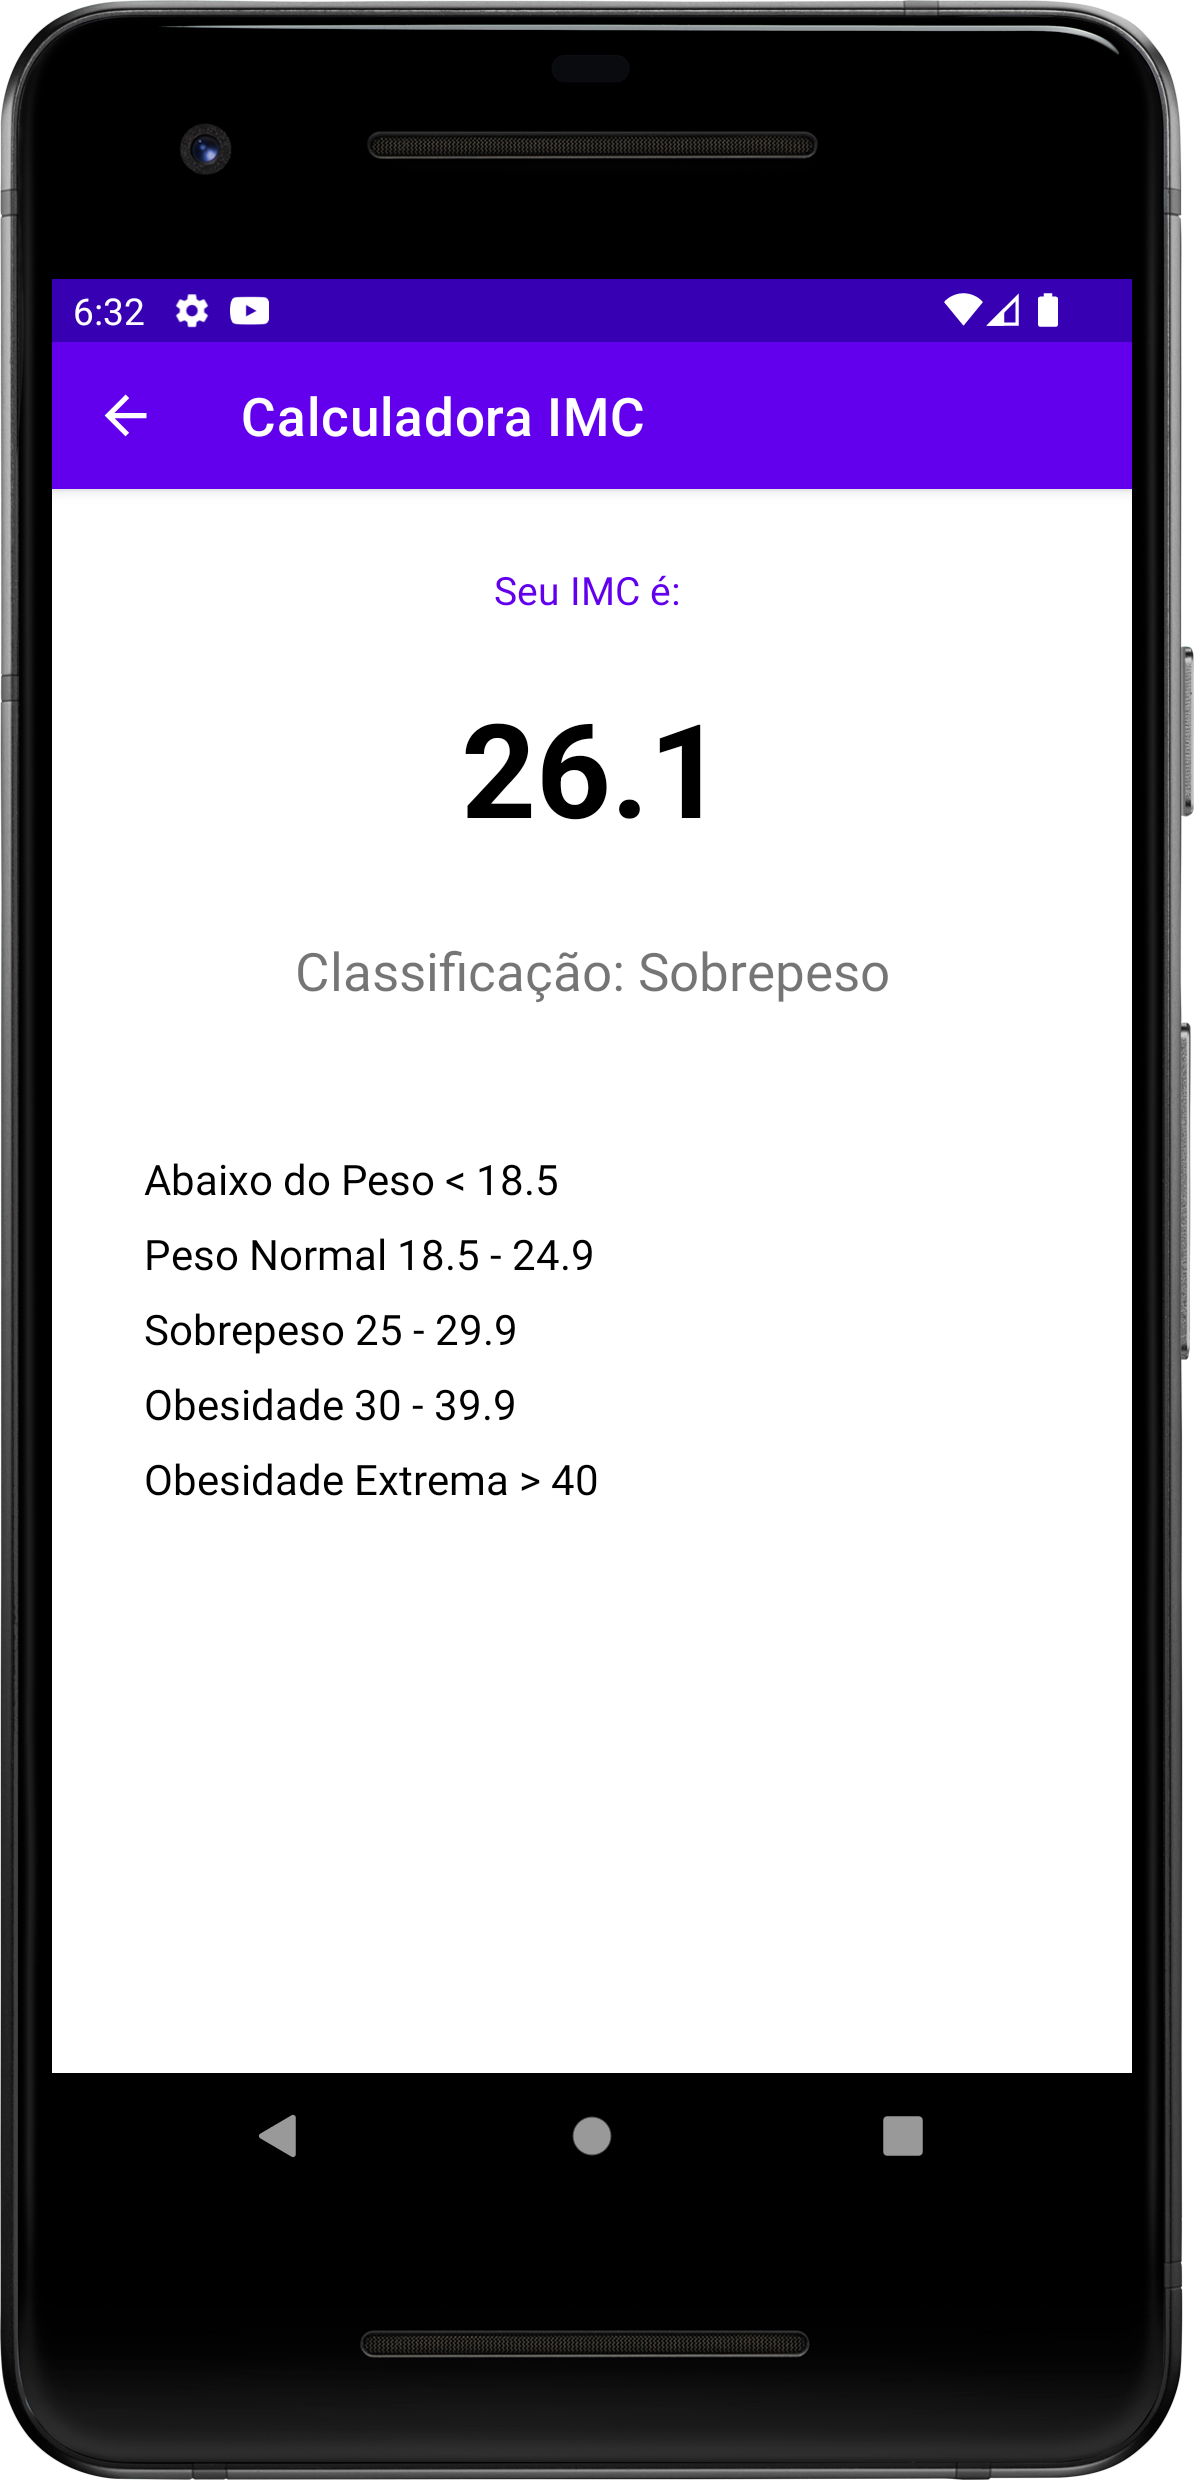 6:32
Calculadora IMC
Seu IMC é:
26.1
Classificação: Sobrepeso
Abaixo do Peso < 18.5
Peso Normal 18.5 - 24.9
Sobrepeso 25 - 29.9
Obesidade 30 - 39.9
Obesidade Extrema > 40